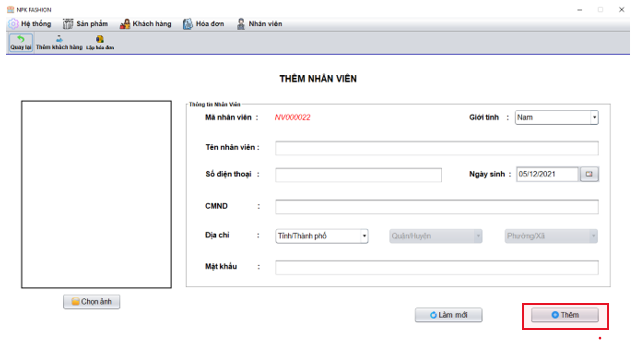 NPK FASHION
Hệ thống Sản phẩm Khách hàng Hóa đơn Nhân viên
Quay lại Thêm khách hàng Lập hóa đơn
THÊM NHÂN VIÊN
Thông tin Nhân Viên
Mã nhân viên : NV000022 Giới tính : Nam
Tên nhân viên :
Số điện thoại : Ngày sinh : 05/12/2021
CMND :
Địa chỉ : Tỉnh/Thành phố Quận/Huyện Phường/Xã
Mật khẩu :
Chọn ảnh
Làm mới Thêm